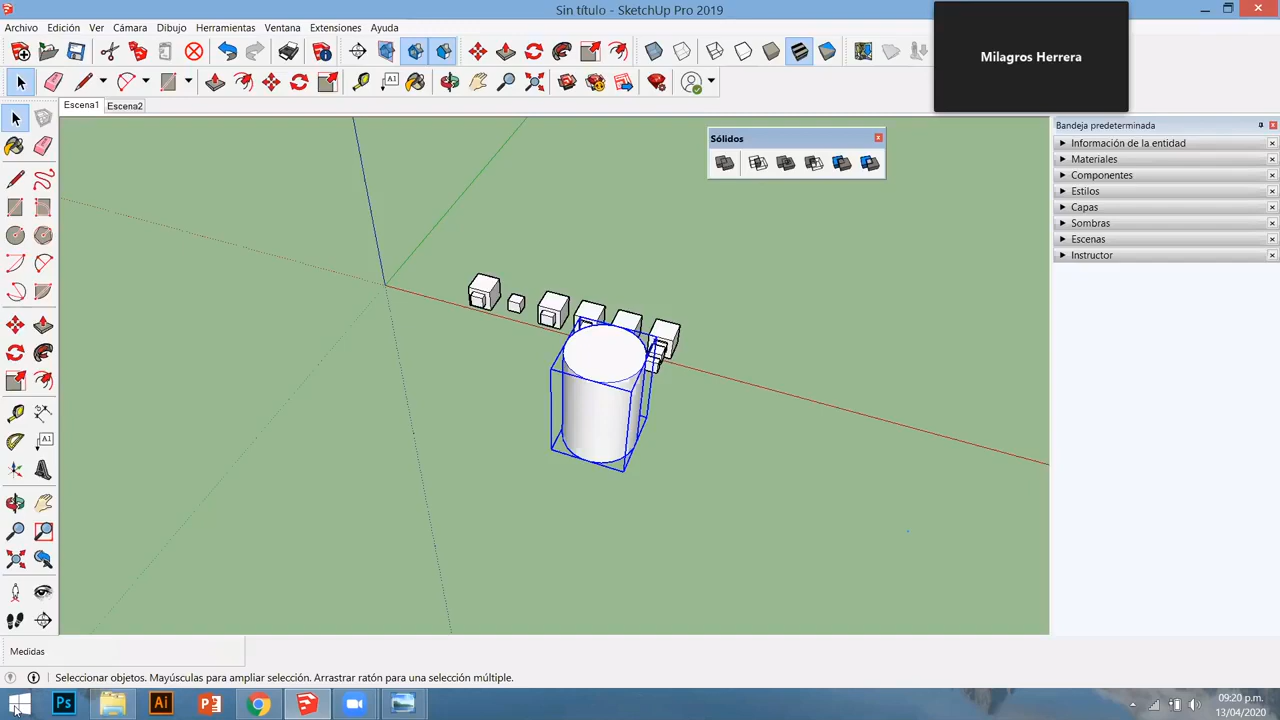 Sin título - SketchUp Pro 2019
Milagros Herrera
Archivo Edición Ver Cámara Dibujo Herramientas Ventana Extensiones Ayuda
Escena1 Escena2
Sólidos
Bandeja predeterminada
Información de la entidad
Materiales
Componentes
Estilos
Capas
Sombras
Escenas
Instructor
Medidas
Seleccionar objetos. Mayúsculas para ampliar selección. Arrastrar ratón para una selección múltiple.
Ps Ai P
09:20 p.m.
13/04/2020